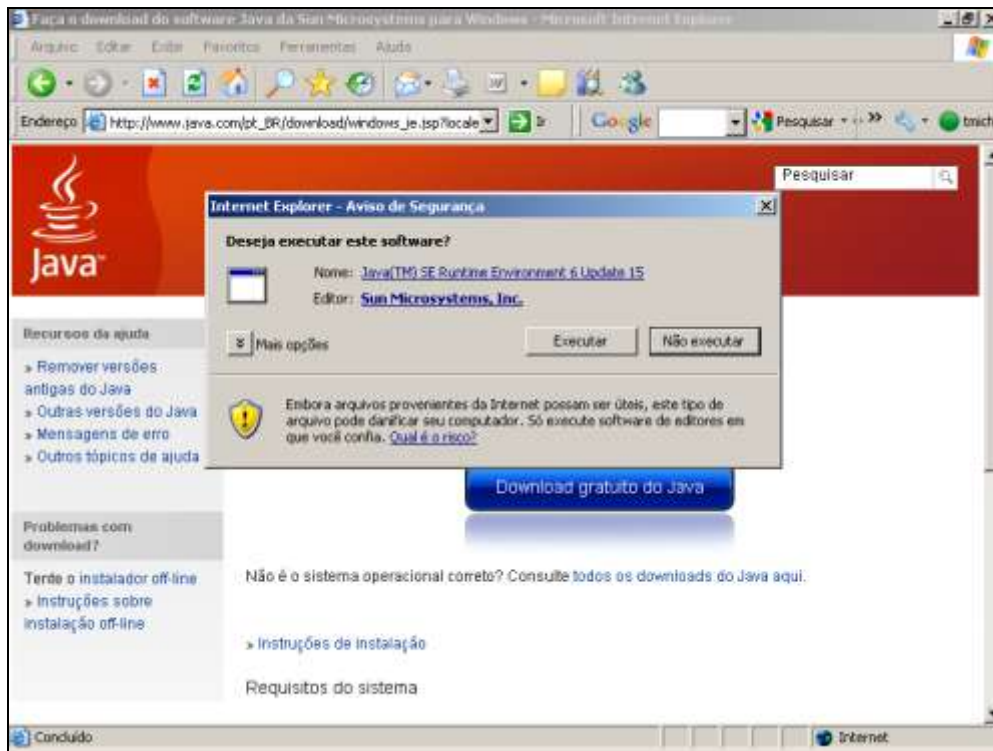 Faça o download do software Java da Sun Microsystems para Windows - Microsoft Internet Explorer
Arquivo Editar Exibir Favoritos Ferramentas Ajuda
Endereço http://www.java.com/pt_BR/download/windows_ie.jsp?locale Ir Google Pesquisar tmich
Java™
Pesquisar
Internet Explorer - Aviso de Segurança
Deseja executar este software?
Nome: Java(TM) SE Runtime Environment 6 Update 15
Editor: Sun Microsystems, Inc.
Mais opções Executar Não executar
Embora arquivos provenientes da Internet possam ser úteis, este tipo de
arquivo pode danificar seu computador. Só execute software de editores em
que você confia. Qual é o risco?
Recursos da ajuda
» Remover versões
antigas do Java
» Outras versões do Java
» Mensagens de erro
» Outros tópicos de ajuda
Problemas com
download?
Tente o instalador off-line
» Instruções sobre
instalação off-line
Download gratuito do Java
Não é o sistema operacional correto? Consulte todos os downloads do Java aqui.
» Instruções de instalação
Requisitos do sistema
Concluído Internet